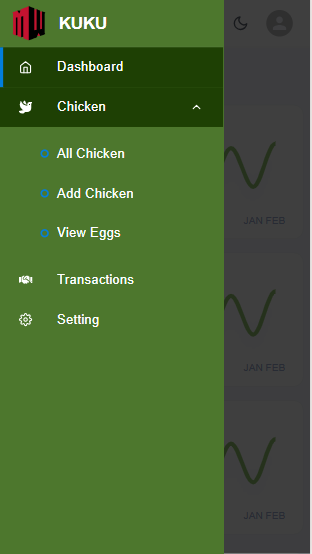 KUKU
Dashboard
Chicken
All Chicken
Add Chicken
View Eggs
Transactions
Setting
JAN FEB
JAN FEB
JAN FEB